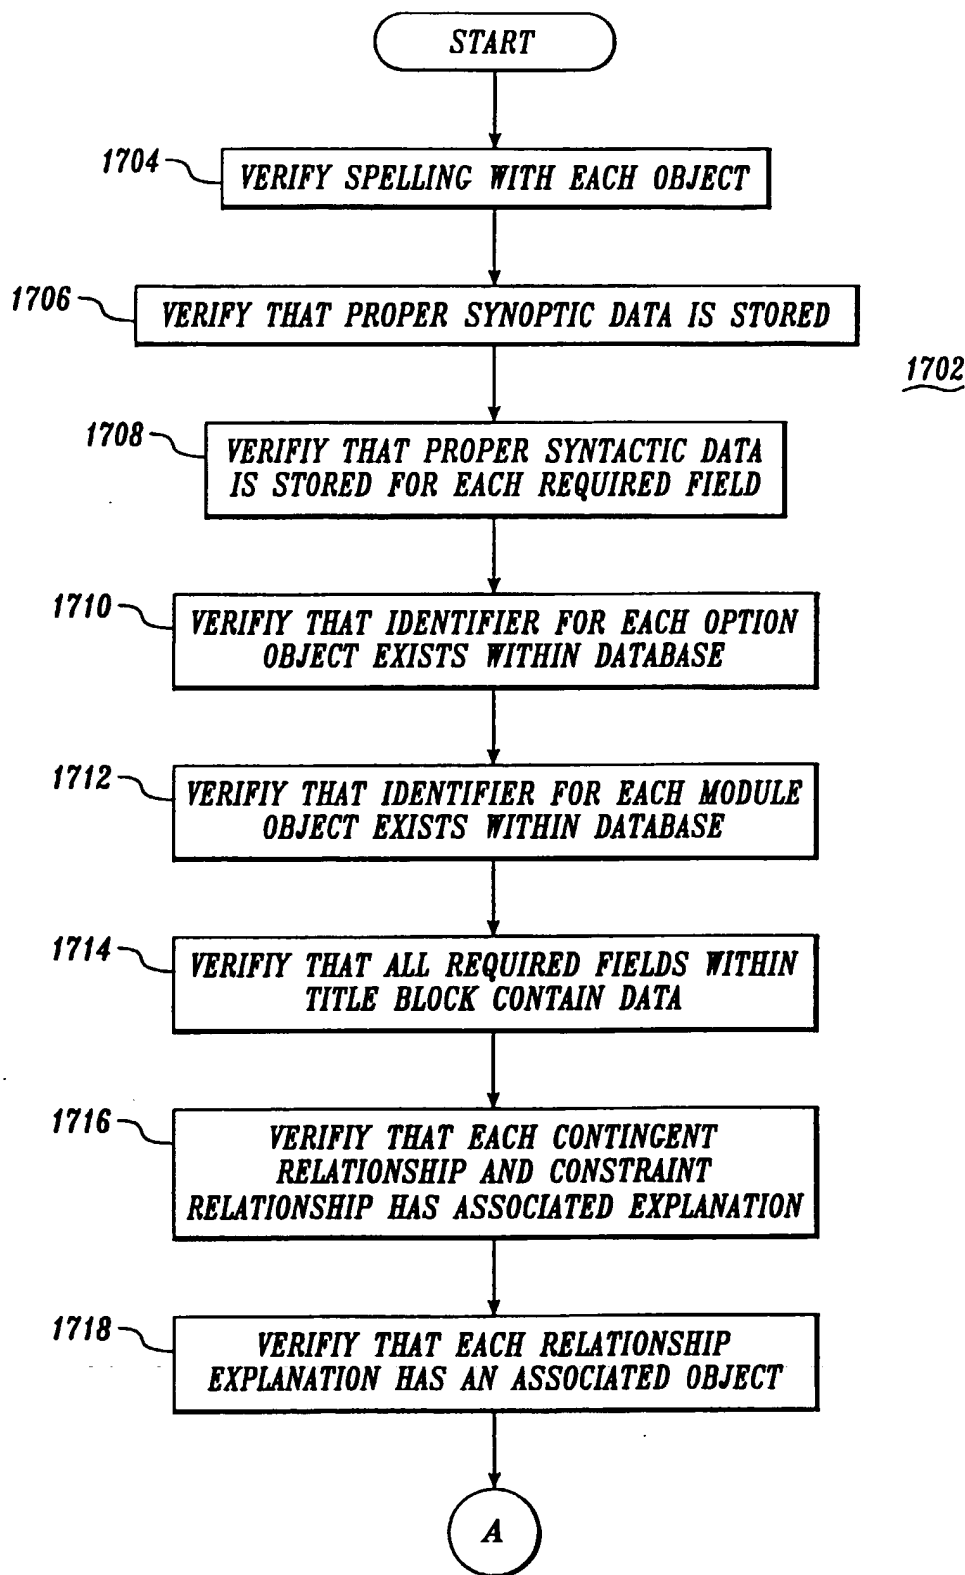 START
1704
VERIFY SPELLING WITH EACH OBJECT
1706
VERIFY THAT PROPER SYNOPTIC DATA IS STORED
1702
1708
VERIFIY THAT PROPER SYNTACTIC DATA
IS STORED FOR EACH REQUIRED FIELD
1710
VERIFIY THAT IDENTIFIER FOR EACH OPTION
OBJECT EXISTS WITHIN DATABASE
1712
VERIFIY THAT IDENTIFIER FOR EACH MODULE
OBJECT EXISTS WITHIN DATABASE
1714
VERIFIY THAT ALL REQUIRED FIELDS WITHIN
TITLE BLOCK CONTAIN DATA
1716
VERIFIY THAT EACH CONTINGENT
RELATIONSHIP AND CONSTRAINT
RELATIONSHIP HAS ASSOCIATED EXPLANATION
1718
VERIFIY THAT EACH RELATIONSHIP
EXPLANATION HAS AN ASSOCIATED OBJECT
A